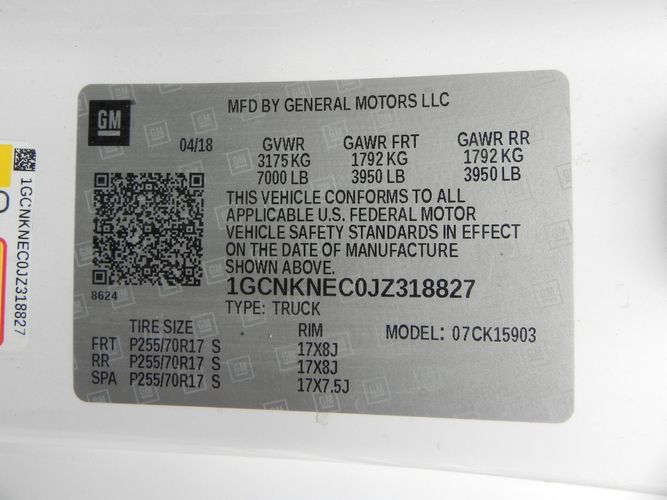 GM
MFD BY GENERAL MOTORS LLC
04/18 GVWR GAWR FRT GAWR RR
3175 KG 1792 KG 1792 KG
7000 LB 3950 LB 3950 LB
THIS VEHICLE CONFORMS TO ALL
APPLICABLE U.S. FEDERAL MOTOR
VEHICLE SAFETY STANDARDS IN EFFECT
ON THE DATE OF MANUFACTURE
SHOWN ABOVE.
8624
1GCNKNEC0JZ318827
TYPE: TRUCK
TIRE SIZE RIM MODEL: 07CK15903
FRT P255/70R17 S 17X8J
RR P255/70R17 S 17X8J
SPA P255/70R17 S 17X7.5J
1GCNKNEC0JZ318827